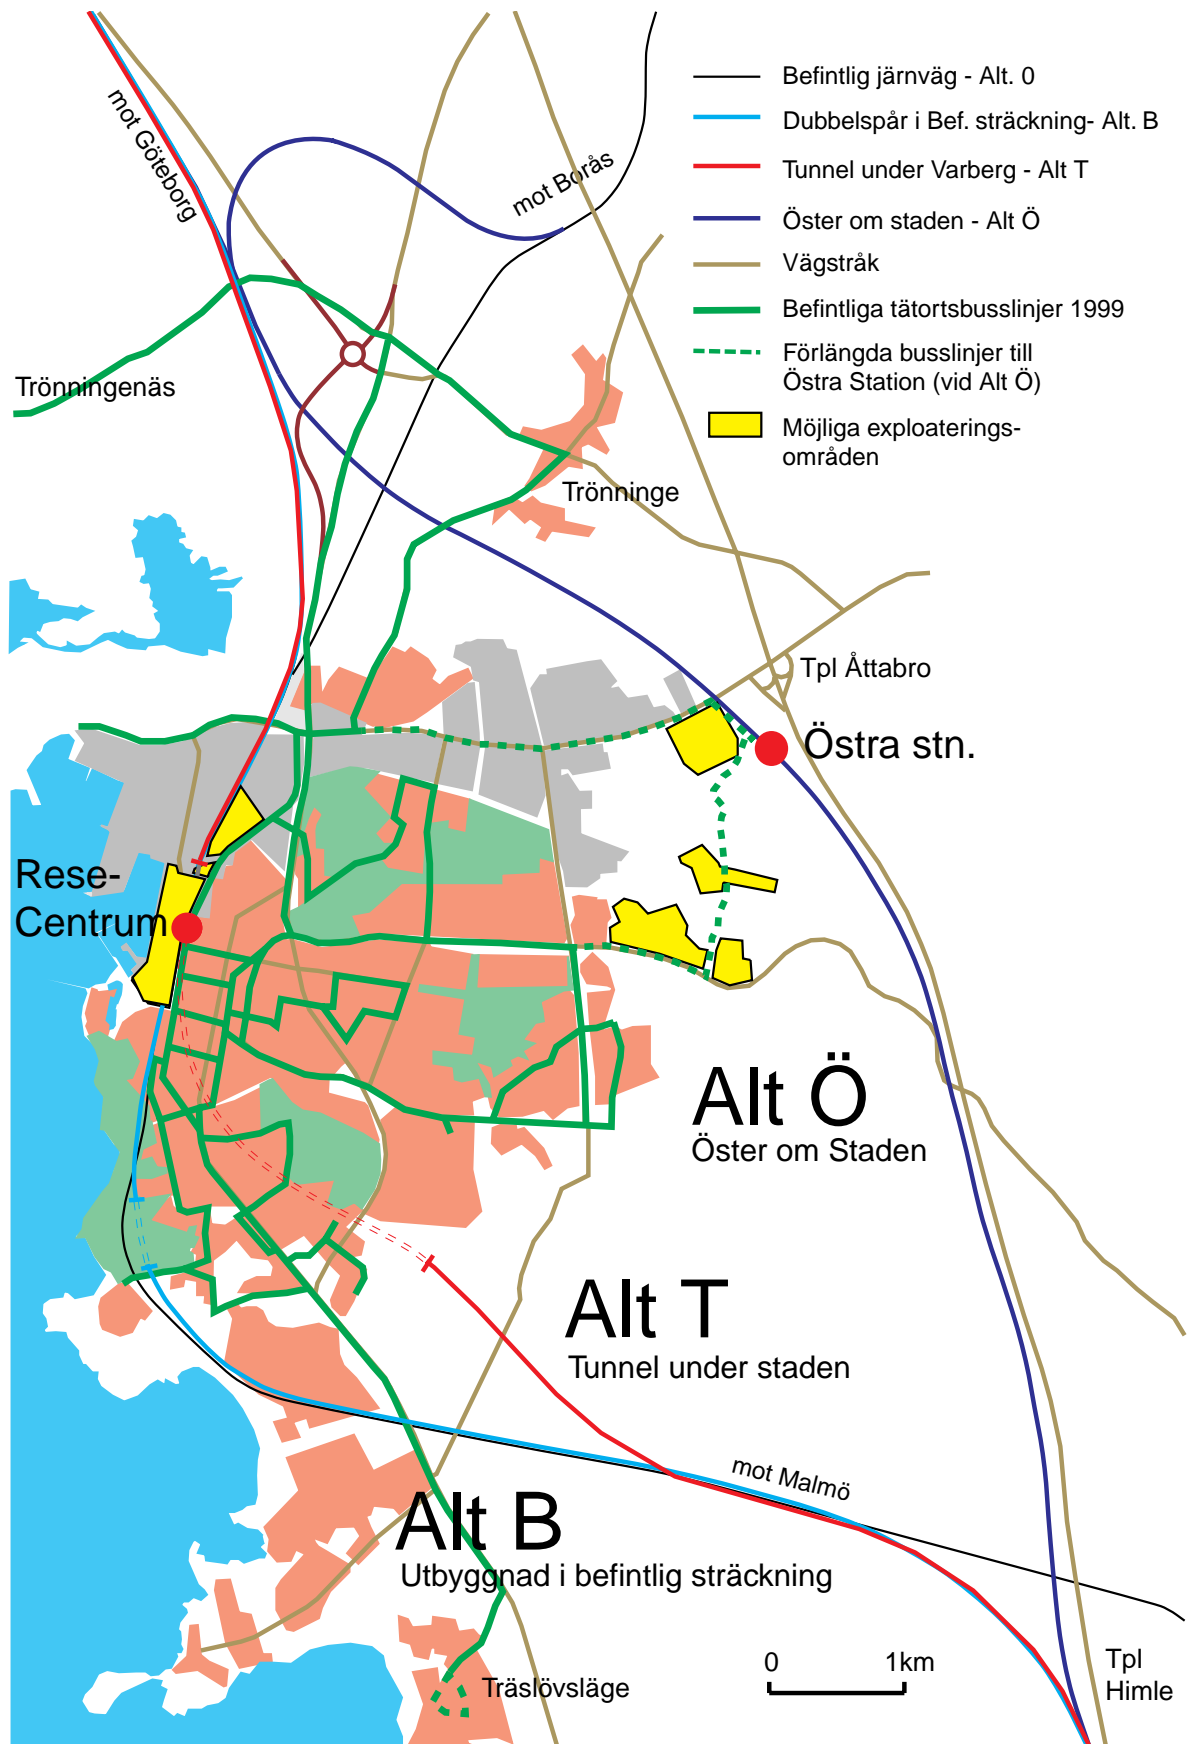 Befintlig järnväg - Alt. 0
Dubbelspår i Bef. sträckning- Alt. B
Tunnel under Varberg - Alt T
Öster om staden - Alt Ö
Vägstråk
Befintliga tätortsbusslinjer 1999
Förlängda busslinjer till
Östra Station (vid Alt Ö)
Möjliga exploaterings-
områden
mot Göteborg
mot Borås
Trönningenäs
Trönninge
Tpl Åttabro
Östra stn.
Rese-
Centrum
Alt Ö
Öster om Staden
Alt T
Tunnel under staden
mot Malmö
Alt B
Utbyggnad i befintlig sträckning
Träslövsläge
0 1km
Tpl
Himle